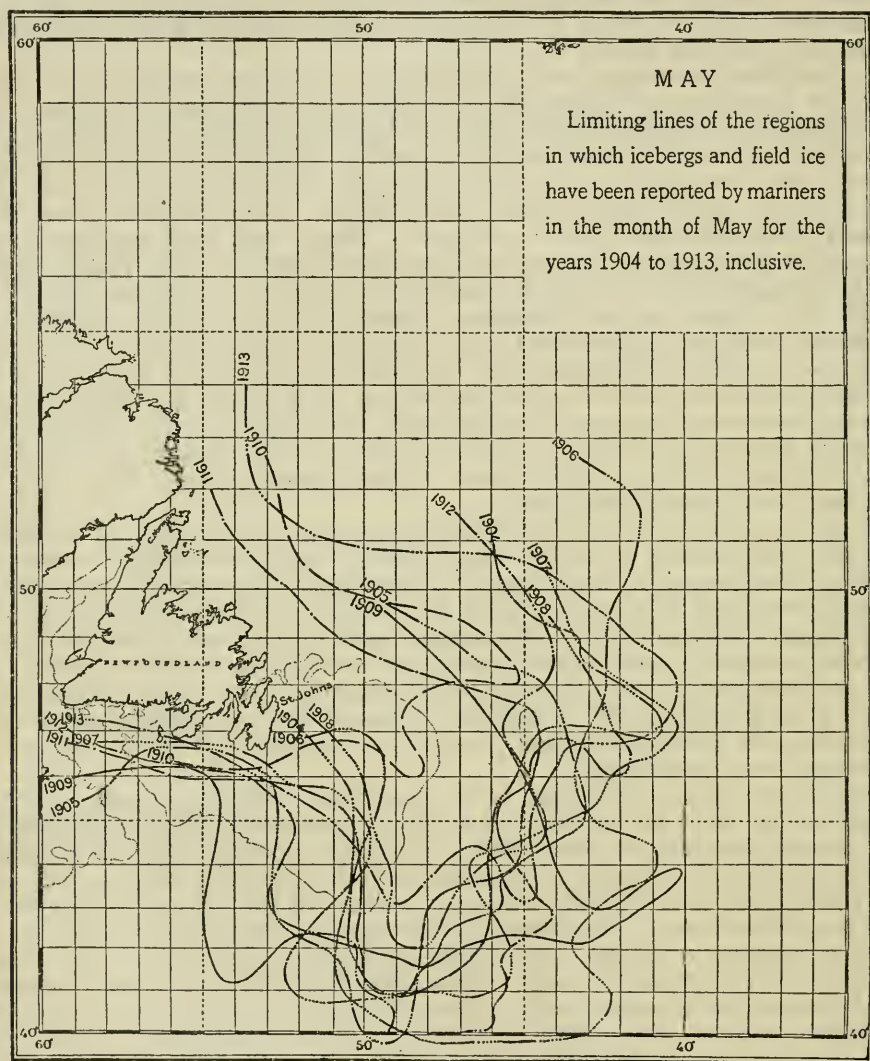 60° 50° 40°
60° 60°
MAY
Limiting lines of the regions
in which icebergs and field ice
have been reported by mariners
in the month of May for the
years 1904 to 1913, inclusive.
1913
1910
1911
1906
1912
1904
1907
1908
1905
1909
50° 50°
NEWFOUNDLAND
St. Johns
1904
1908
1906
1913
1911 1907
1910
1909
1905
40° 40°
60° 50° 40°